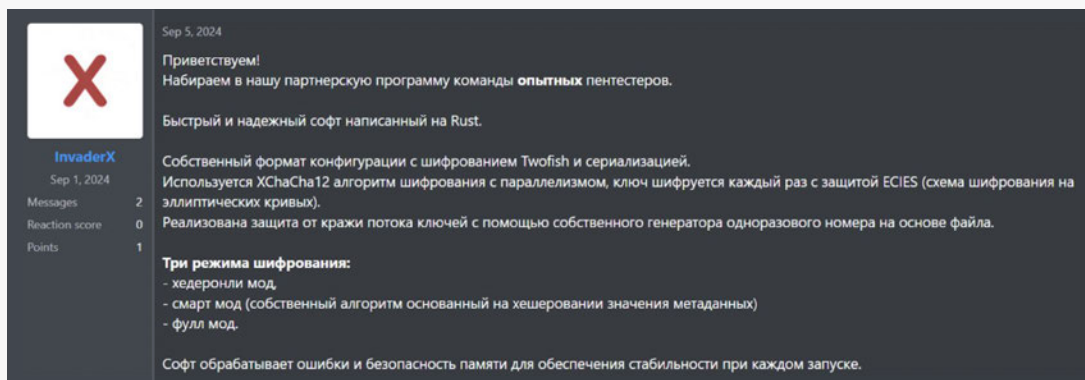 Sep 5, 2024
Приветствуем!
Набираем в нашу партнерскую программу команды опытных пентестеров.
Быстрый и надежный софт написанный на Rust.
InvaderX
Sep 1, 2024
Messages 2
Reaction score 0
Points 1
Собственный формат конфигурации с шифрованием Twofish и сериализацией.
Используется XChaCha12 алгоритм шифрования с параллелизмом, ключ шифруется каждый раз с защитой ECIES (схема шифрования на
эллиптических кривых).
Реализована защита от кражи потока ключей с помощью собственного генератора одноразового номера на основе файла.
Три режима шифрования:
- хедеронли мод,
- смарт мод (собственный алгоритм основанный на хешеровании значения метаданных)
- фулл мод.
Софт обрабатывает ошибки и безопасность памяти для обеспечения стабильности при каждом запуске.